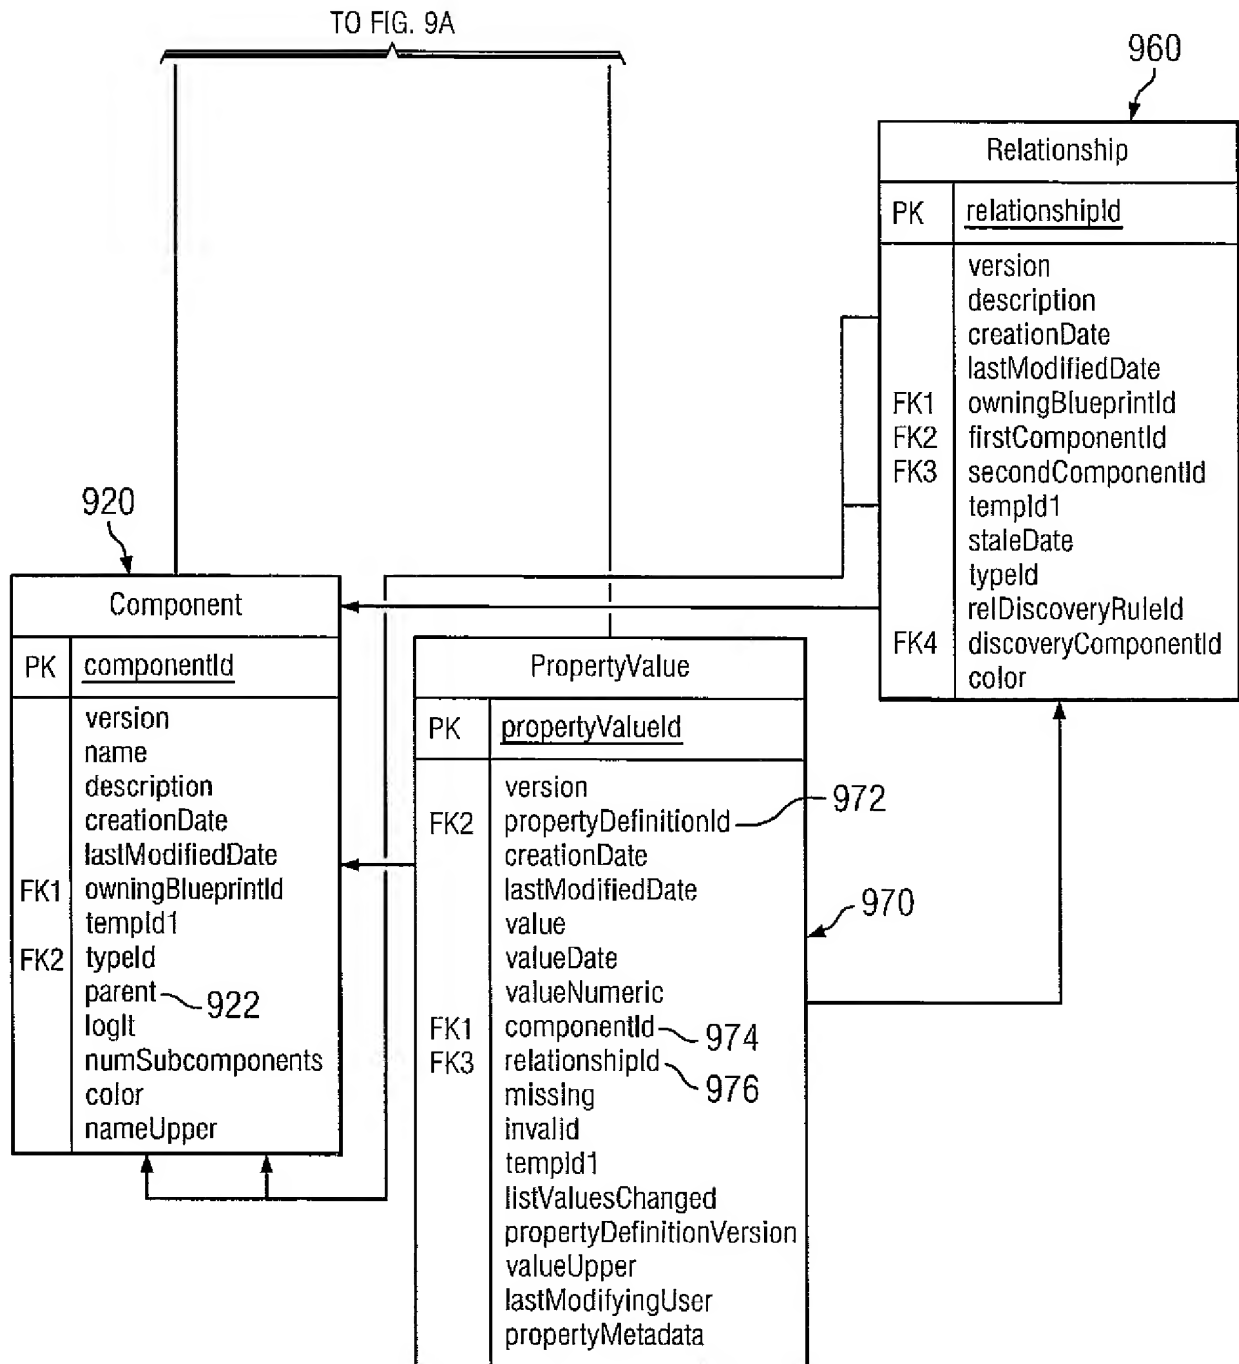 TO FIG. 9A
960
Relationship
PK relationshipId
version
description
creationDate
lastModifiedDate
FK1 owningBlueprintId
FK2 firstComponentId
FK3 secondComponentId
tempId1
staleDate
typeId
relDiscoveryRuleId
FK4 discoveryComponentId
color
920
Component
PK componentId
version
name
description
creationDate
lastModifiedDate
FK1 owningBlueprintId
tempId1
FK2 typeId
parent 922
logIt
numSubcomponents
color
nameUpper
PropertyValue
PK propertyValueId
version
FK2 propertyDefinitionId 972
creationDate
lastModifiedDate
value 970
valueDate
valueNumeric
FK1 componentId 974
FK3 relationshipId 976
missing
invalid
tempId1
listValuesChanged
propertyDefinitionVersion
valueUpper
lastModifyingUser
propertyMetadata